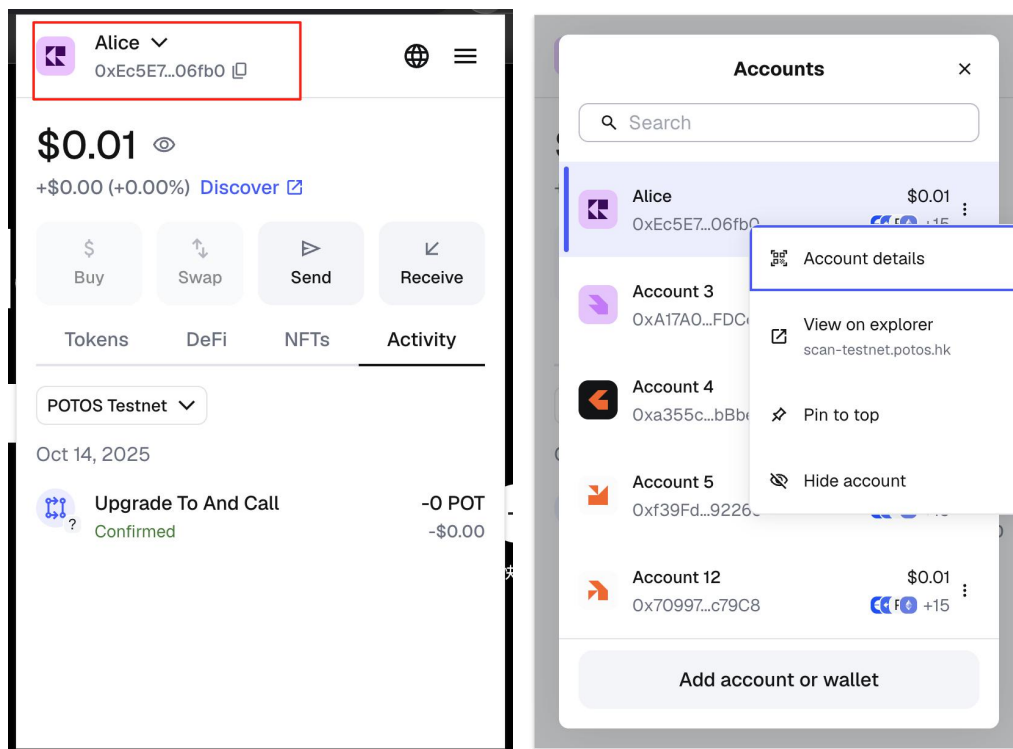 Alice
0xEc5E7...06fb0
$0.01
+$0.00 (+0.00%) Discover
$
Buy
Swap
Send
Receive
Tokens
DeFi
NFTs
Activity
POTOS Testnet
Oct 14, 2025
Upgrade To And Call
-0 POT
?
Confirmed
-$0.00
Accounts
Search
Alice
$0.01
0xEc5E7...06fb0
+15
Account details
Account 3
0xA17A0...FDC
View on explorer
scan-testnet.potos.hk
Account 4
0xa355c...bBb
Pin to top
Account 5
0xf39Fd...9226
Hide account
Account 12
$0.01
0x70997...c79C8
+15
Add account or wallet